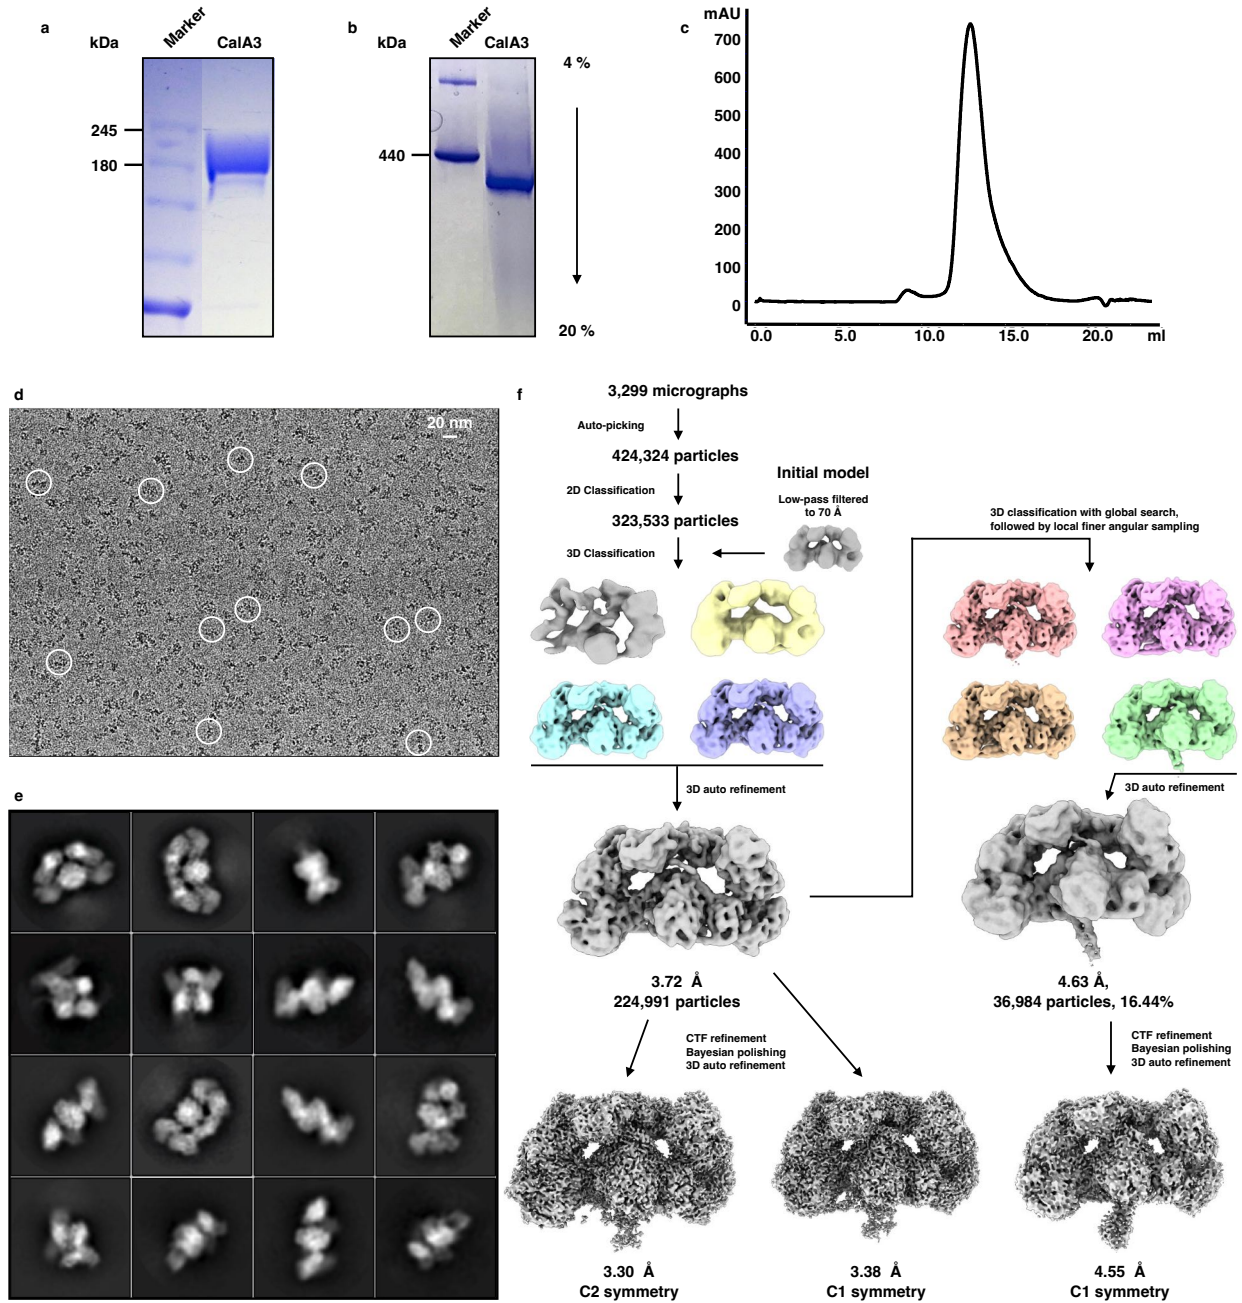 a
kDa
Marker
CalA3
245
180
b
kDa
Marker
CalA3
440
4 %
20 %
c
mAU
700
600
500
400
300
200
100
0
0.0
5.0
10.0
15.0
20.0
ml
d
20 nm
e
f
3,299 micrographs
Auto-picking
424,324 particles
2D Classification
323,533 particles
3D Classification
Initial model
Low-pass filtered
to 70 Å
3D classification with global search,
followed by local finer angular sampling
3D auto refinement
3D auto refinement
3.72 Å
224,991 particles
4.63 Å,
36,984 particles, 16.44%
CTF refinement
Bayesian polishing
3D auto refinement
CTF refinement
Bayesian polishing
3D auto refinement
3.30 Å
C2 symmetry
3.38 Å
C1 symmetry
4.55 Å
C1 symmetry